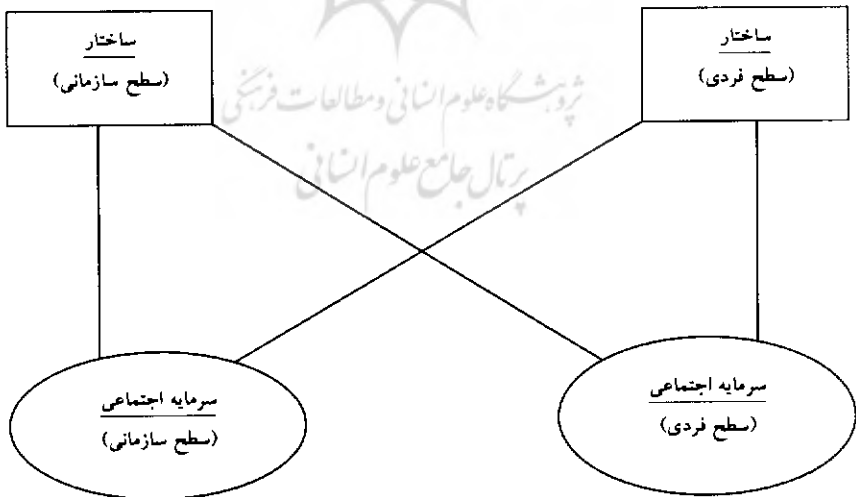 ساختار
(سطح فردی)
ساختار
(سطح سازمانی)
پژوهشگاه علوم انسانی و مطالعات فرهنگی
پرتال جامع علوم انسانی
سرمایه اجتماعی
(سطح فردی)
سرمایه اجتماعی
(سطح سازمانی)